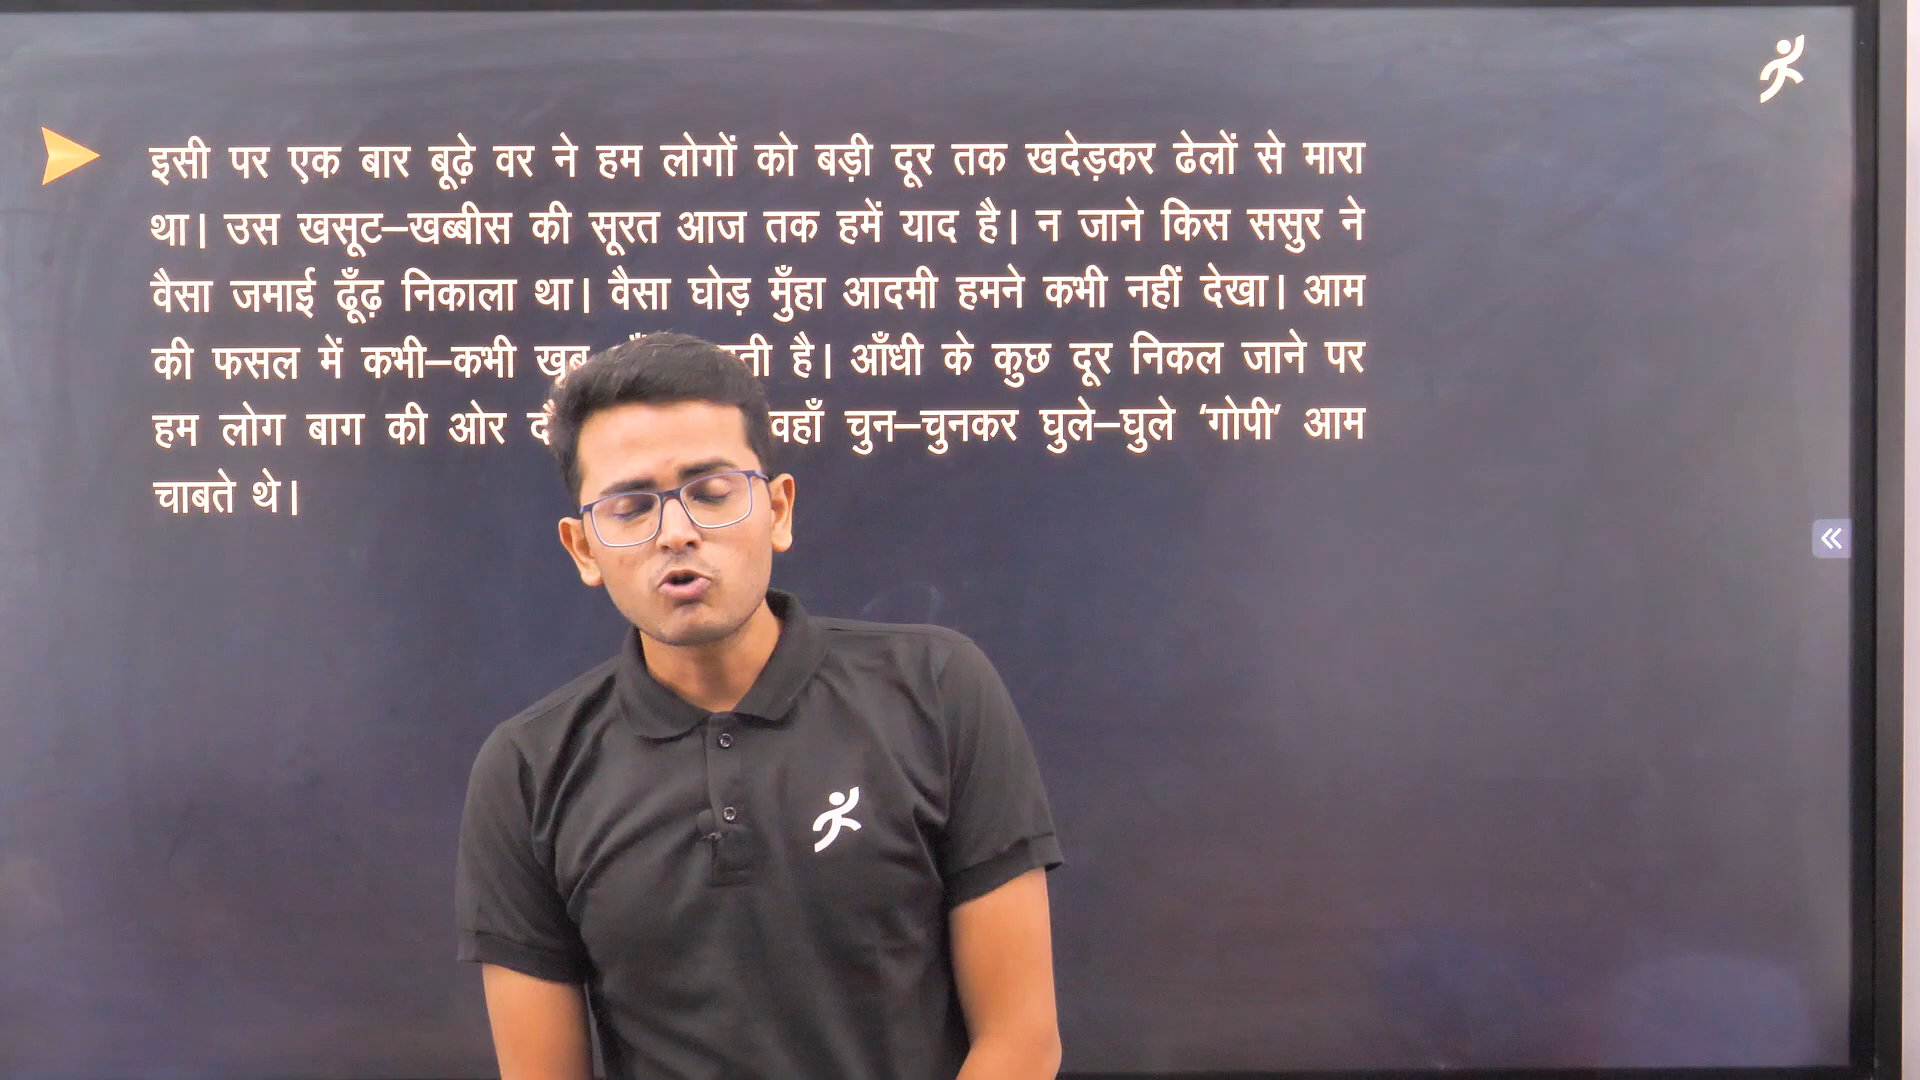 इसी पर एक बार बूढ़े वर ने हम लोगों को बड़ी दूर तक खदेड़कर ढेलों से मारा
था। उस खसूट–खब्बीस की सूरत आज तक हमें याद है। न जाने किस ससुर ने
वैसा जमाई ढूँढ़ निकाला था। वैसा घोड़ मुँहा आदमी हमने कभी नहीं देखा। आम
की फसल में कभी–कभी है। आँधी के कुछ दूर निकल जाने पर
हम लोग बाग की ओर वहाँ चुन–चुनकर घुले–घुले ‘गोपी’ आम
चाबते थे।